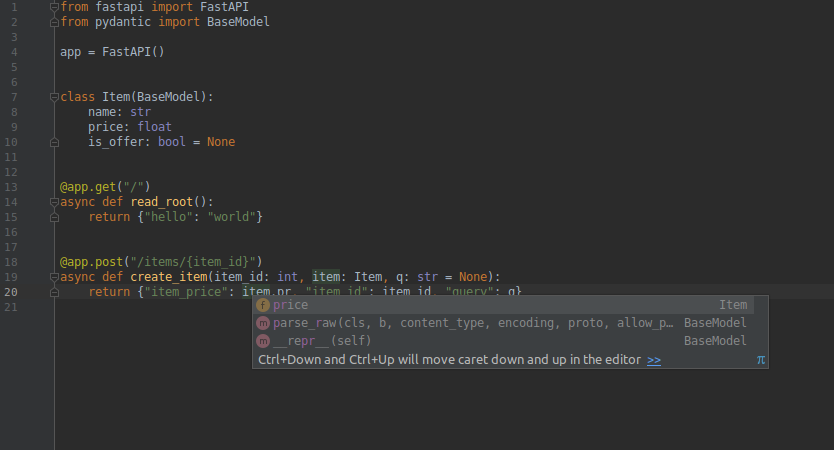 1 from fastapi import FastAPI
2 from pydantic import BaseModel
3
4 app = FastAPI()
5
6
7 class Item(BaseModel):
8 name: str
9 price: float
10 is_offer: bool = None
11
12
13 @app.get("/")
14 async def read_root():
15 return {"hello": "world"}
16
17
18 @app.post("/items/{item_id}")
19 async def create_item(item_id: int, item: Item, q: str = None):
20 return {"item_price": item.pr, "item_id": item_id, "query": q}
21
f price Item
m parse_raw(cls, b, content_type, encoding, proto, allow_p… BaseModel
m __repr__(self) BaseModel
Ctrl+Down and Ctrl+Up will move caret down and up in the editor >> π